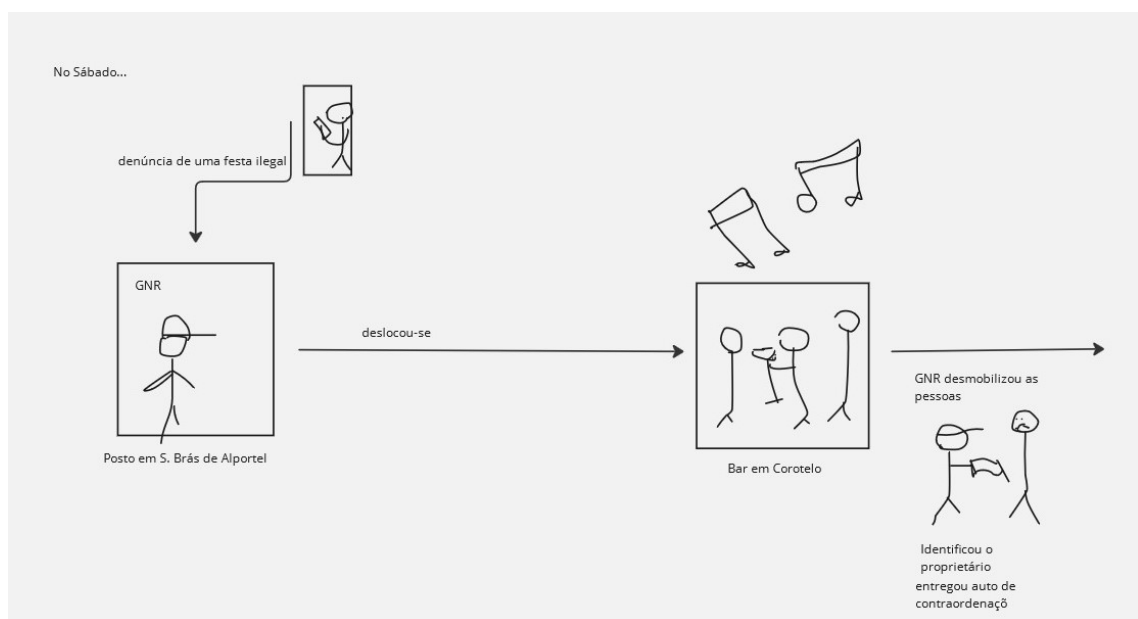 No Sábado...
denúncia de uma festa ilegal
GNR
deslocou-se
Posto em S. Brás de Alportel
Bar em Corotelo
GNR desmobilizou as
pessoas
Identificou o
proprietário
entregou auto de
contraordenaçõ